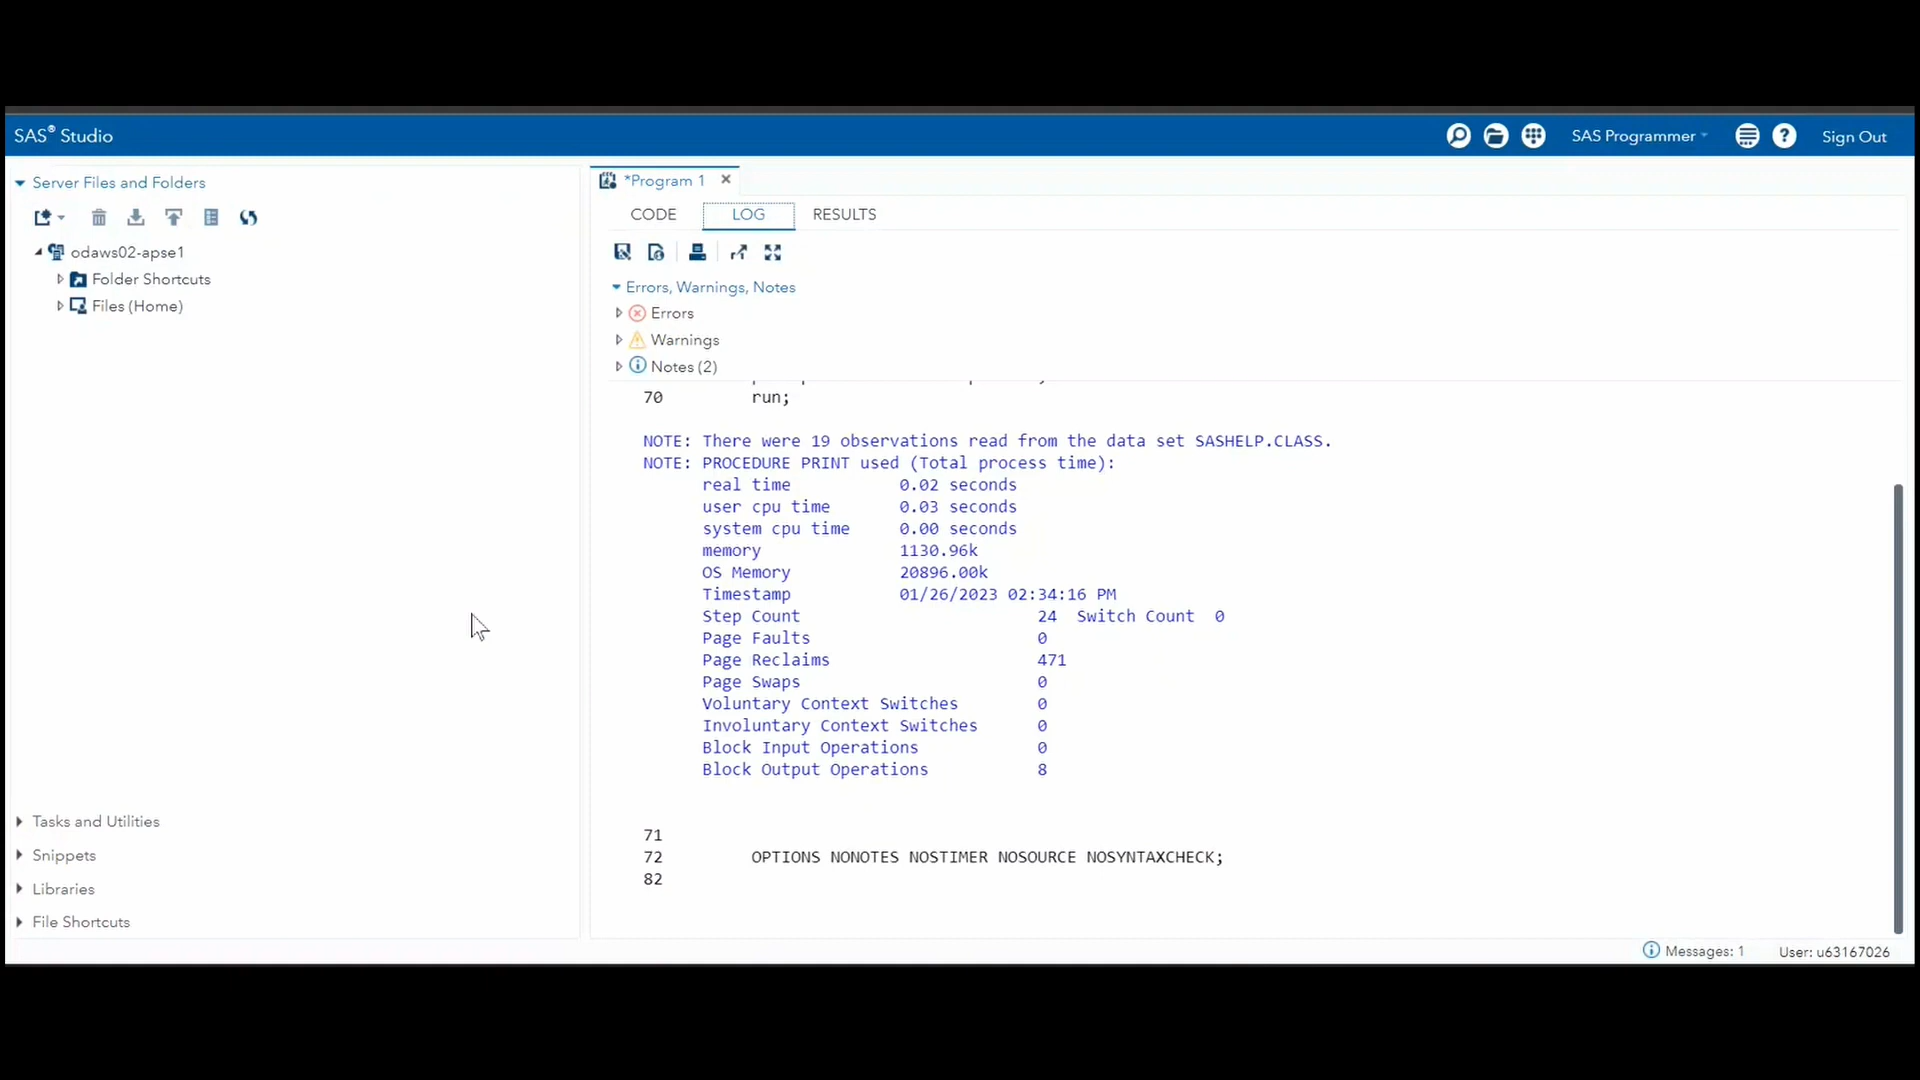 SAS® Studio
SAS Programmer
Sign Out
Server Files and Folders
odaws02-apse1
Folder Shortcuts
Files (Home)
Tasks and Utilities
Snippets
Libraries
File Shortcuts
*Program 1
CODE LOG RESULTS
Errors, Warnings, Notes
Errors
Warnings
Notes (2)
70 run;
NOTE: There were 19 observations read from the data set SASHELP.CLASS.
NOTE: PROCEDURE PRINT used (Total process time):
real time 0.02 seconds
user cpu time 0.03 seconds
system cpu time 0.00 seconds
memory 1130.96k
OS Memory 20896.00k
Timestamp 01/26/2023 02:34:16 PM
Step Count 24 Switch Count 0
Page Faults 0
Page Reclaims 471
Page Swaps 0
Voluntary Context Switches 0
Involuntary Context Switches 0
Block Input Operations 0
Block Output Operations 8
71
72 OPTIONS NONOTES NOSTIMER NOSOURCE NOSYNTAXCHECK;
82
Messages: 1
User: u63167026